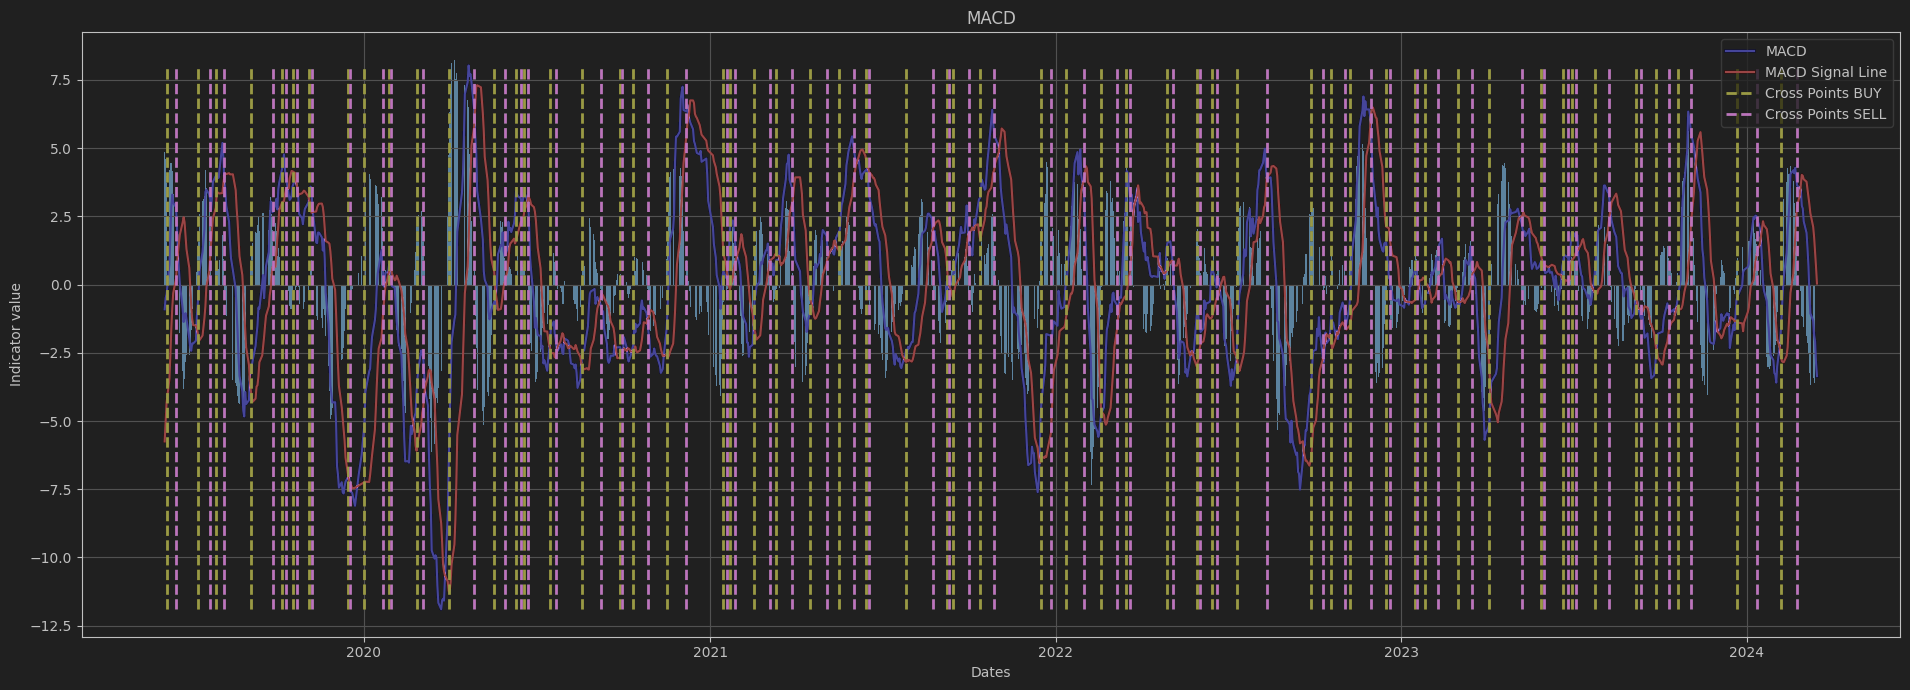 MACD
MACD
MACD Signal Line
Cross Points BUY
Cross Points SELL
Indicator value
7.5
5.0
2.5
0.0
−2.5
−5.0
−7.5
−10.0
−12.5
2020
2021
2022
2023
2024
Dates